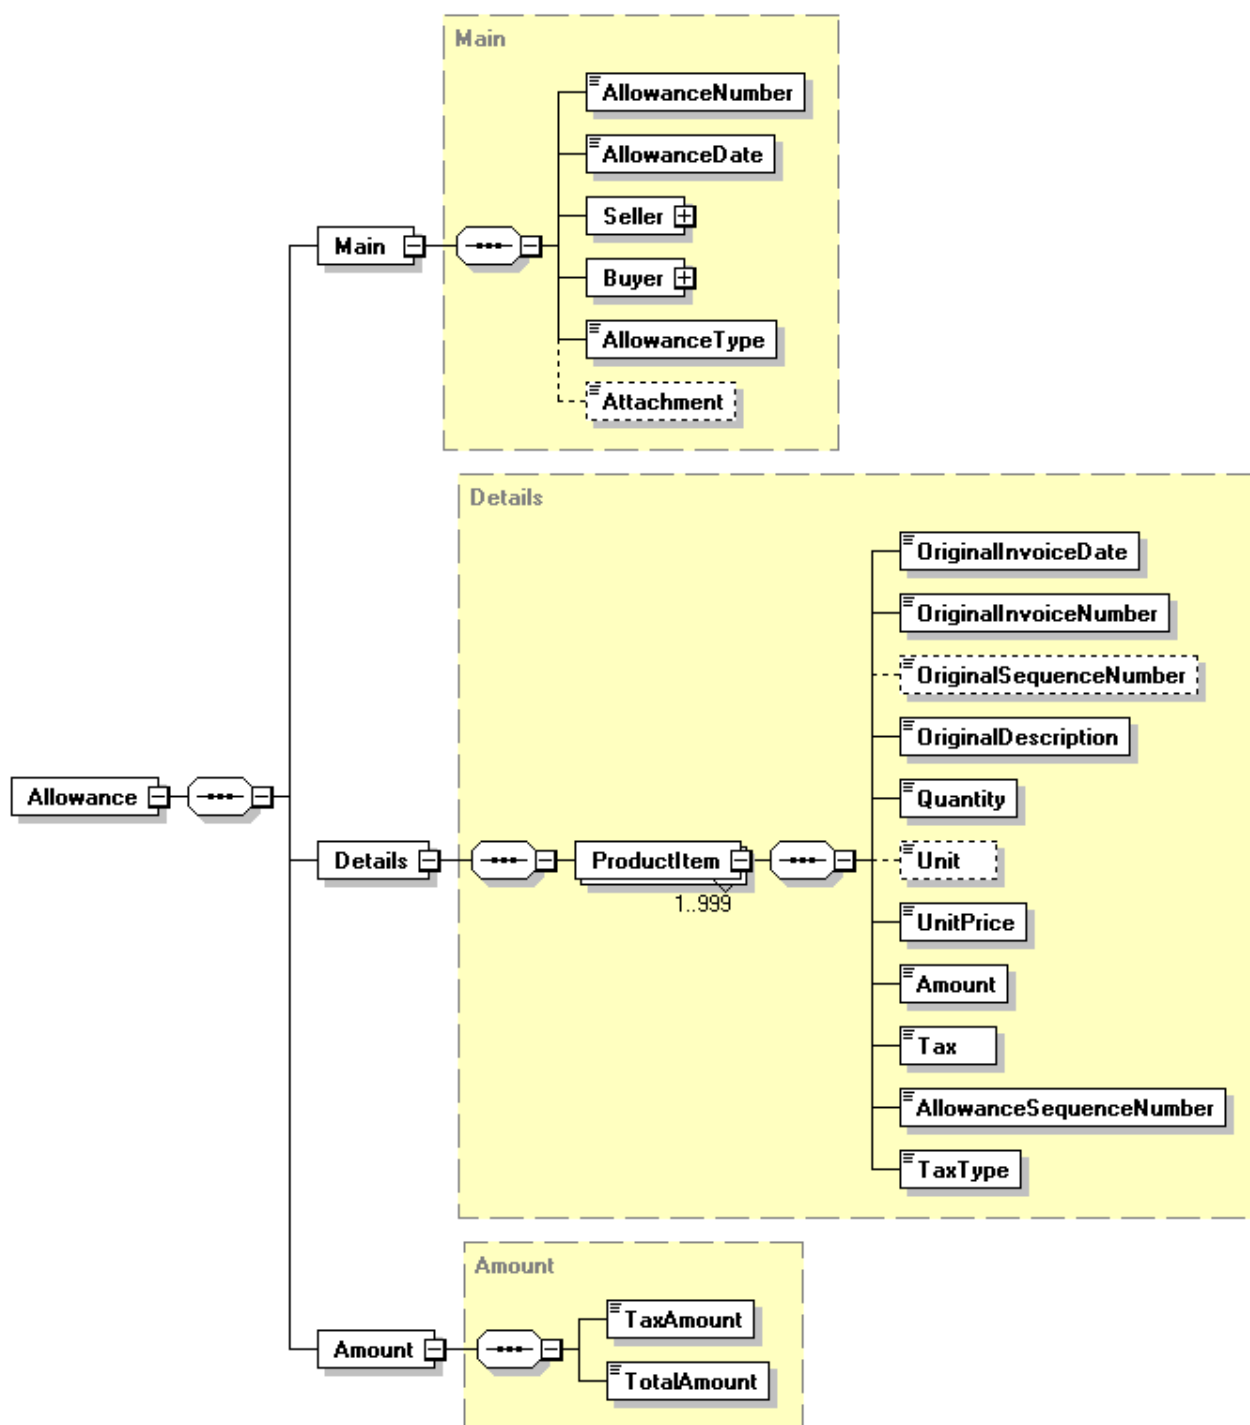 Main
AllowanceNumber
AllowanceDate
Seller
Main
Buyer
AllowanceType
Attachment
Details
OriginalInvoiceDate
OriginalInvoiceNumber
OriginalSequenceNumber
OriginalDescription
Allowance
Quantity
Details
ProductItem
Unit
1..999
UnitPrice
Amount
Tax
AllowanceSequenceNumber
TaxType
Amount
TaxAmount
Amount
TotalAmount